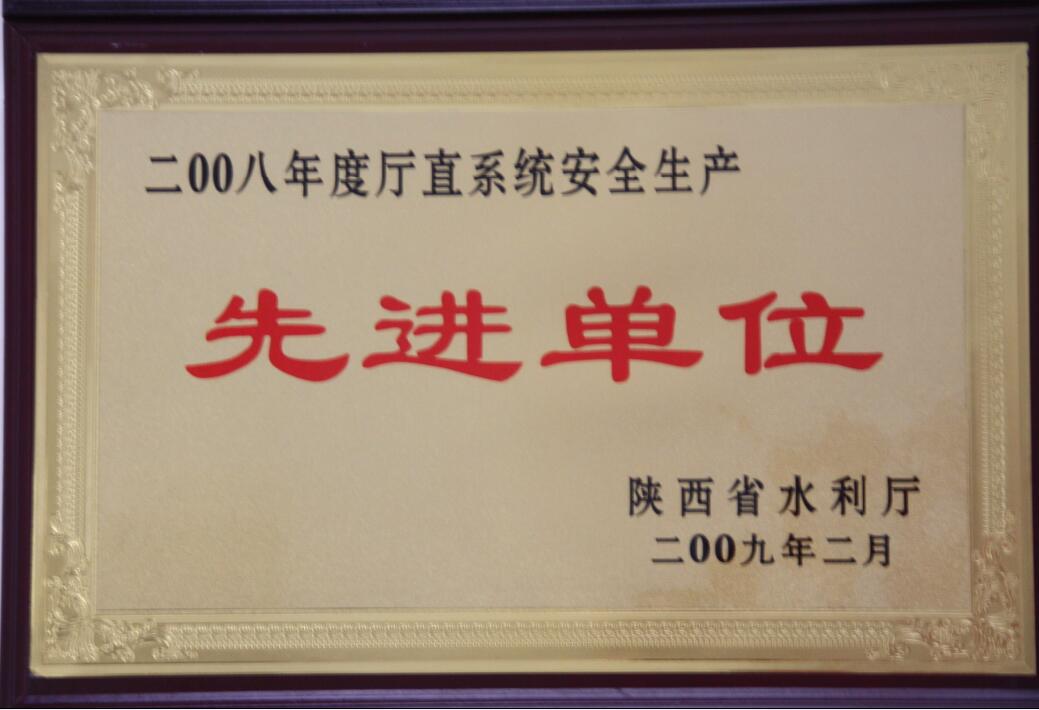 二00八年度厅直系统安全生产
先进单位
陕西省水利厅
二00九年二月